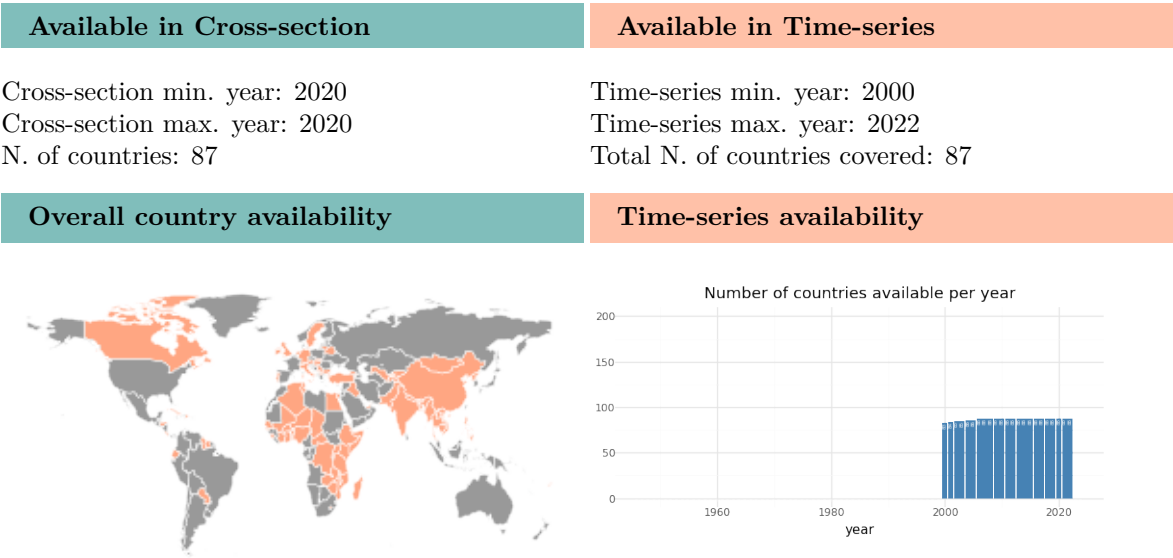 Available in Cross-section
Available in Time-series
Cross-section min. year: 2020
Cross-section max. year: 2020
N. of countries: 87
Time-series min. year: 2000
Time-series max. year: 2022
Total N. of countries covered: 87
Overall country availability
Time-series availability
Number of countries available per year
200
150
100
50
0
1960
1980
2000
2020
year